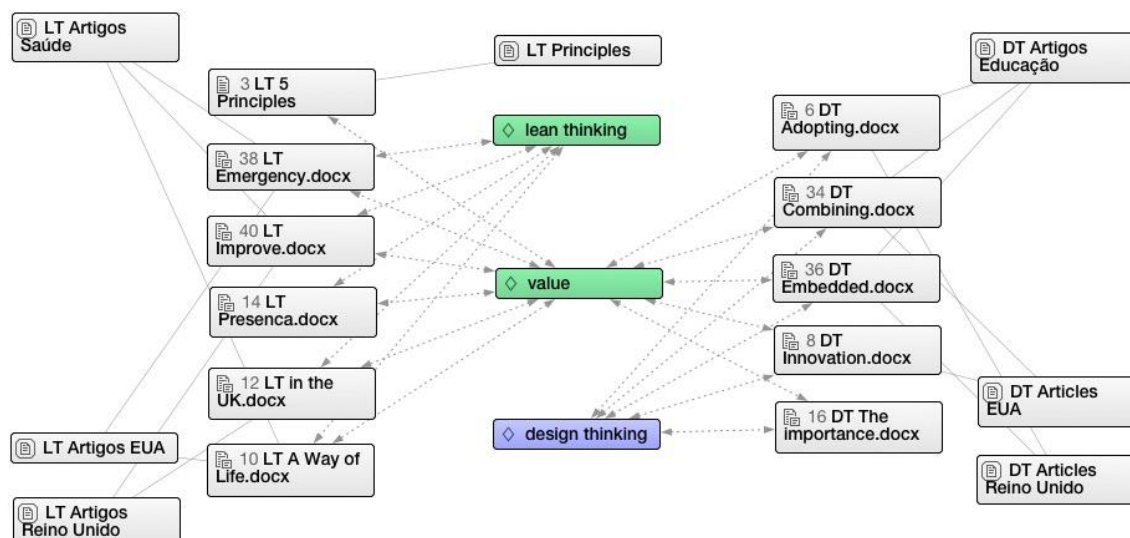 LT Artigos
Saúde
LT Principles
DT Artigos
Educação
3 LT 5
Principles
6 DT
Adopting.docx
lean thinking
38 LT
Emergency.docx
34 DT
Combining.docx
40 LT
Improve.docx
value
36 DT
Embedded.docx
14 LT
Presenca.docx
8 DT
Innovation.docx
12 LT in the
UK.docx
DT Articles
EUA
16 DT The
importance.docx
design thinking
LT Artigos EUA
10 LT A Way of
Life.docx
DT Articles
Reino Unido
LT Artigos
Reino Unido